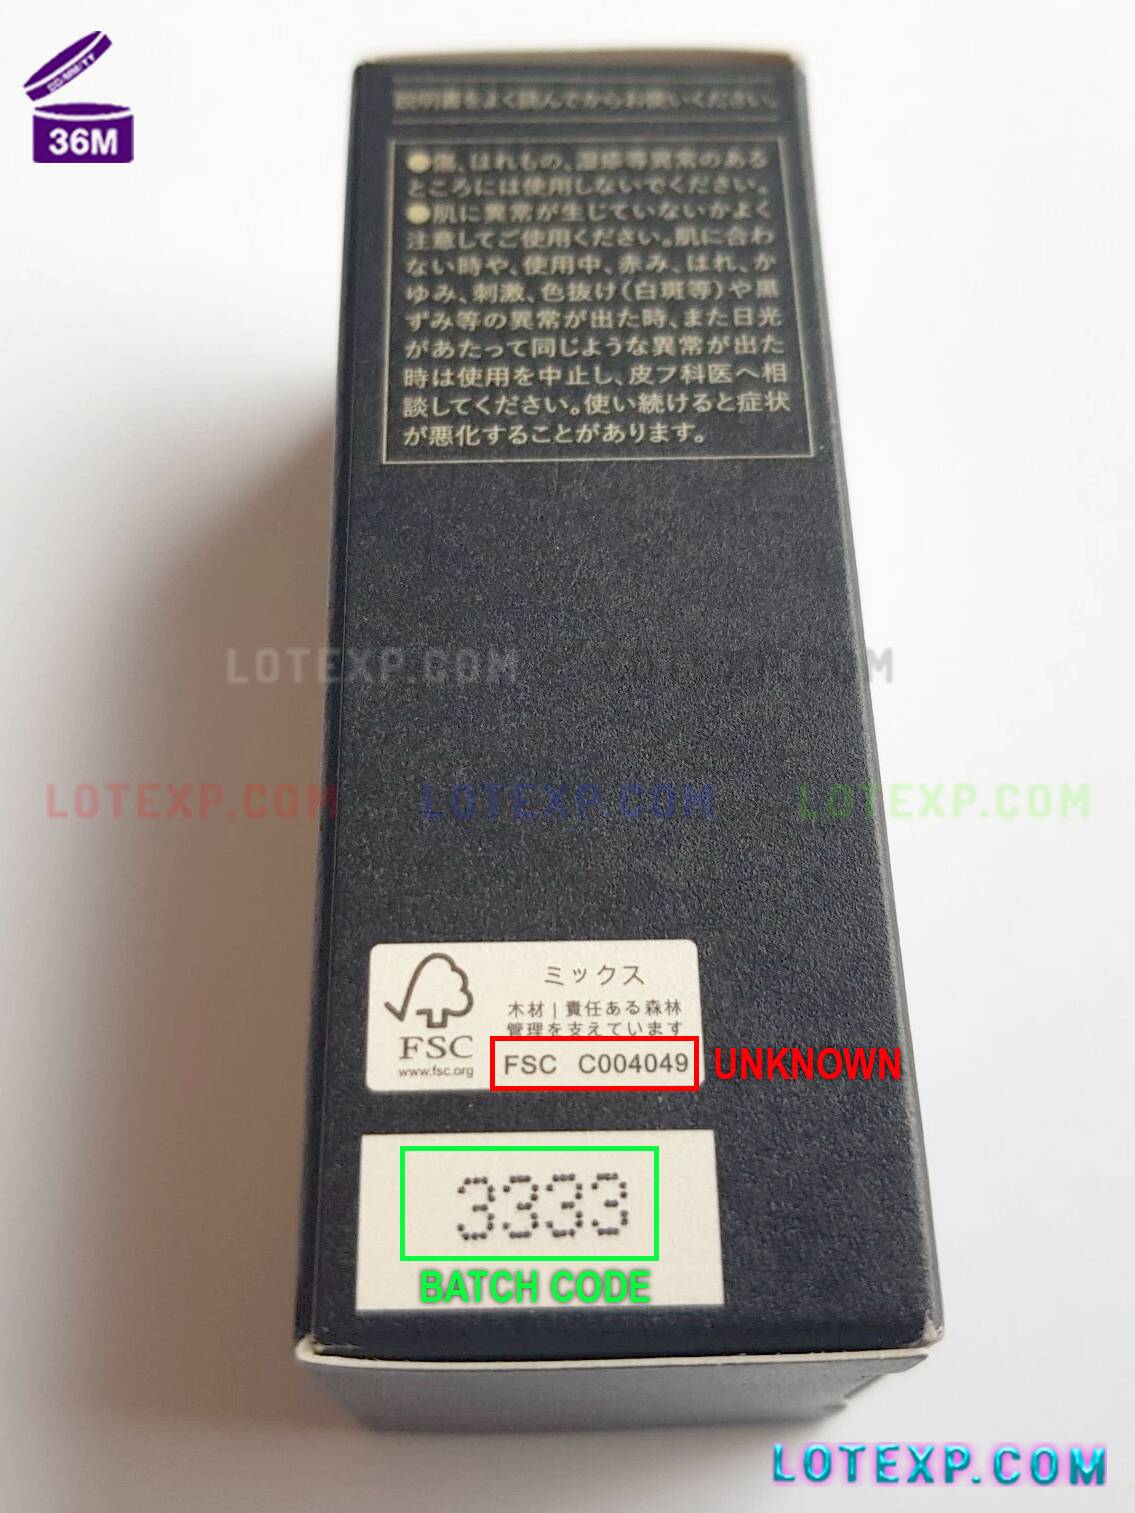 DD/MM/YY
36M
説明書をよく読んでからお使いください。
●傷、はれもの、湿疹等異常のある
ところには使用しないでください。
●肌に異常が生じていないかよく
注意してご使用ください。肌に合わ
ない時や、使用中、赤み、はれ、か
ゆみ、刺激、色抜け(白斑等)や黒
ずみ等の異常が出た時、また日光
があたって同じような異常が出た
時は使用を中止し、皮フ科医へ相
談してください。使い続けると症状
が悪化することがあります。
LOTEXP.COM
LOTEXP.COM LOTEXP.COM LOTEXP.COM
ミックス
木材|責任ある森林
管理を支えています
FSC
www.fsc.org
FSC C004049
UNKNOWN
3333
BATCH CODE
LOTEXP.COM